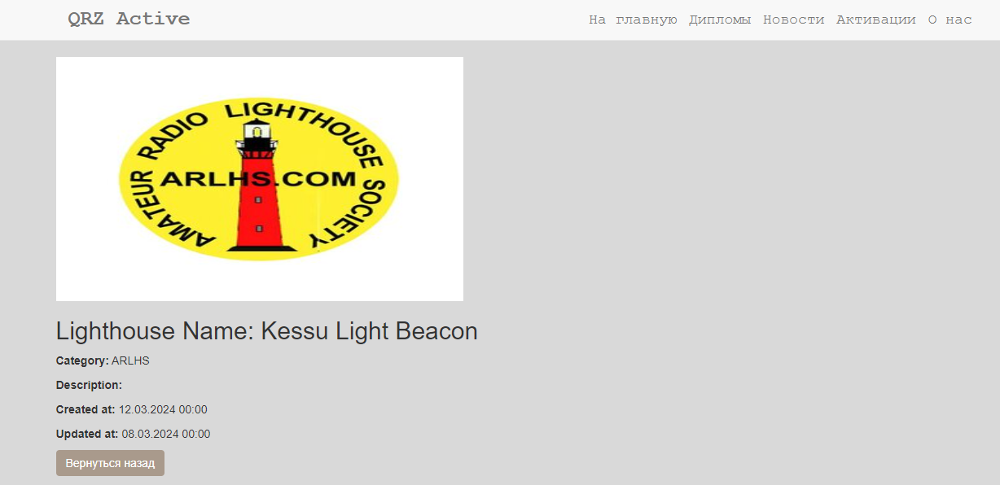 QRZ Active
На главную Дипломы Новости Активации О нас
AMATEUR RADIO LIGHTHOUSE SOCIETY
ARLHS.COM
Lighthouse Name: Kessu Light Beacon
Category: ARLHS
Description:
Created at: 12.03.2024 00:00
Updated at: 08.03.2024 00:00
Вернуться назад